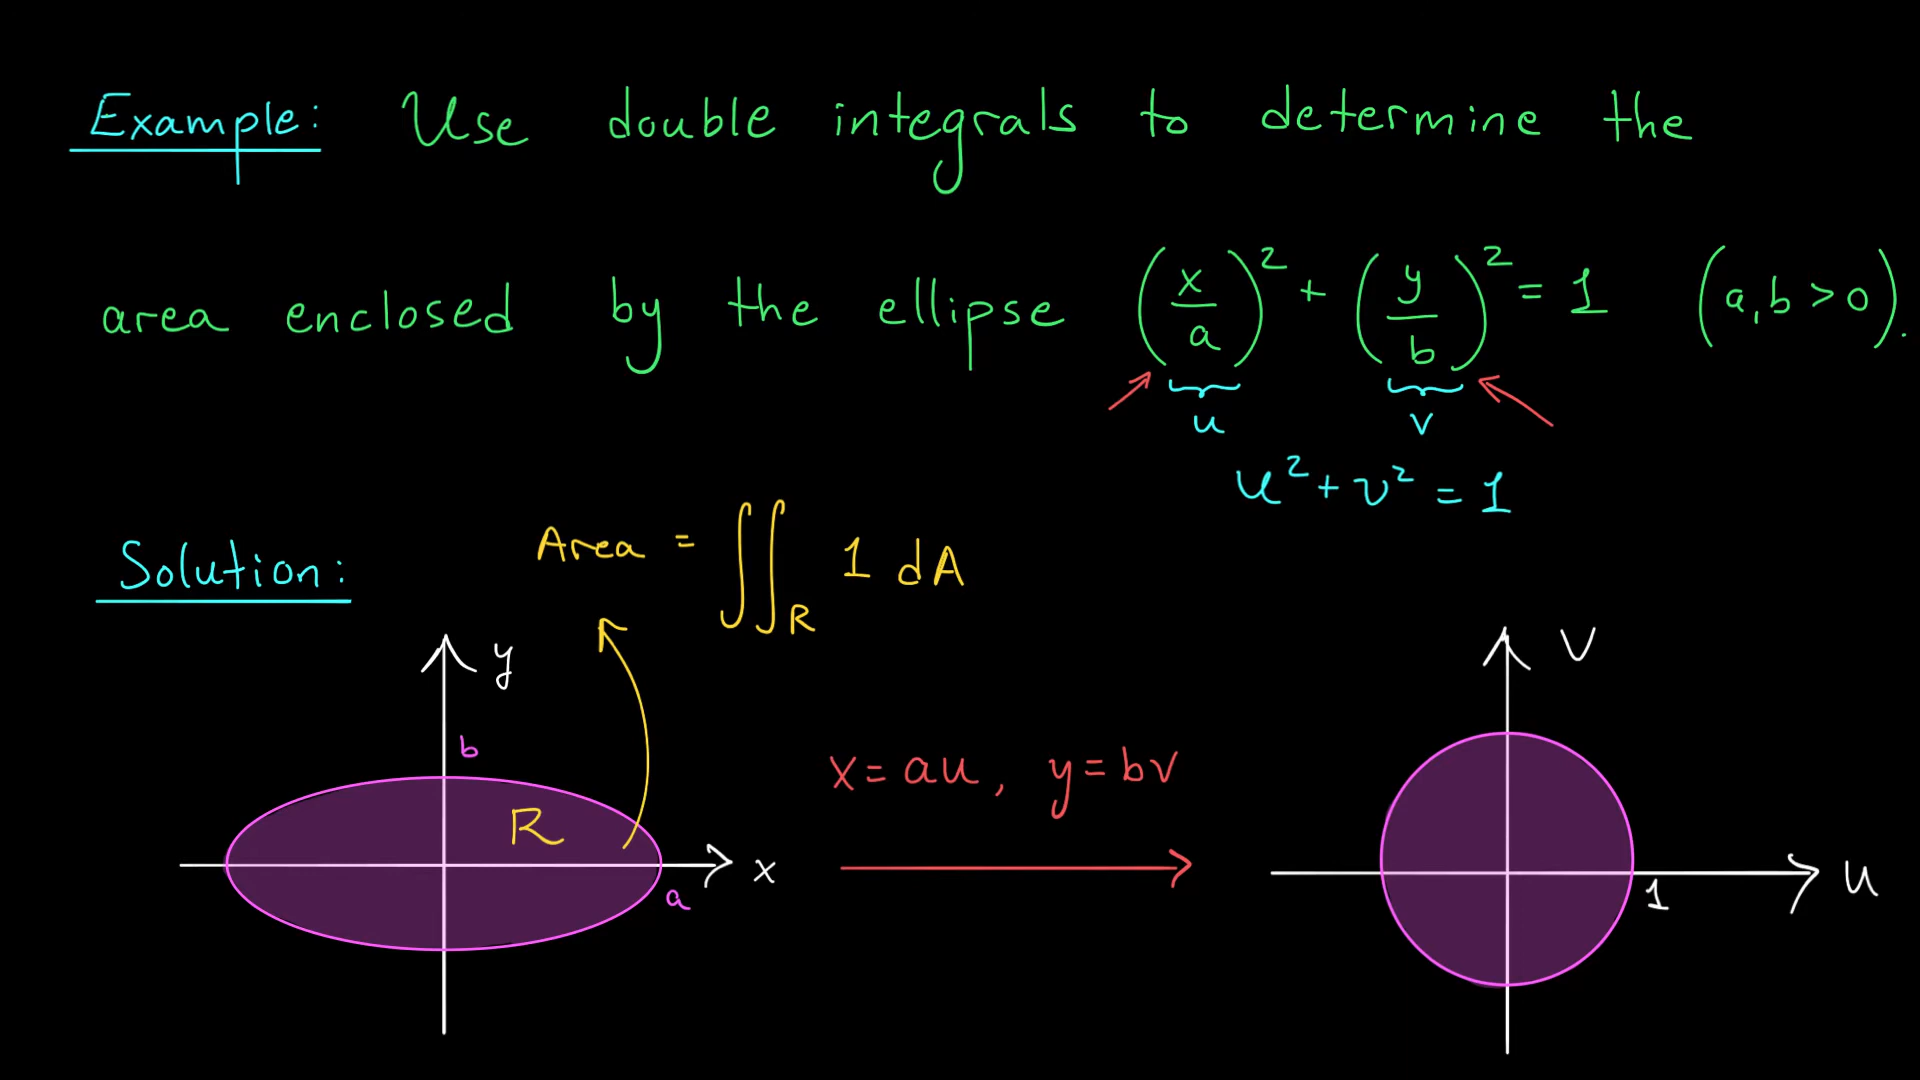 Example: Use double integrals to determine the
area enclosed by the ellipse (x/a)² + (y/b)² = 1 (a, b > 0).
u v
u² + v² = 1
Solution: Area = ∬_R 1 dA
y
b
R
x
a
x = au, y = bv
V
1
u